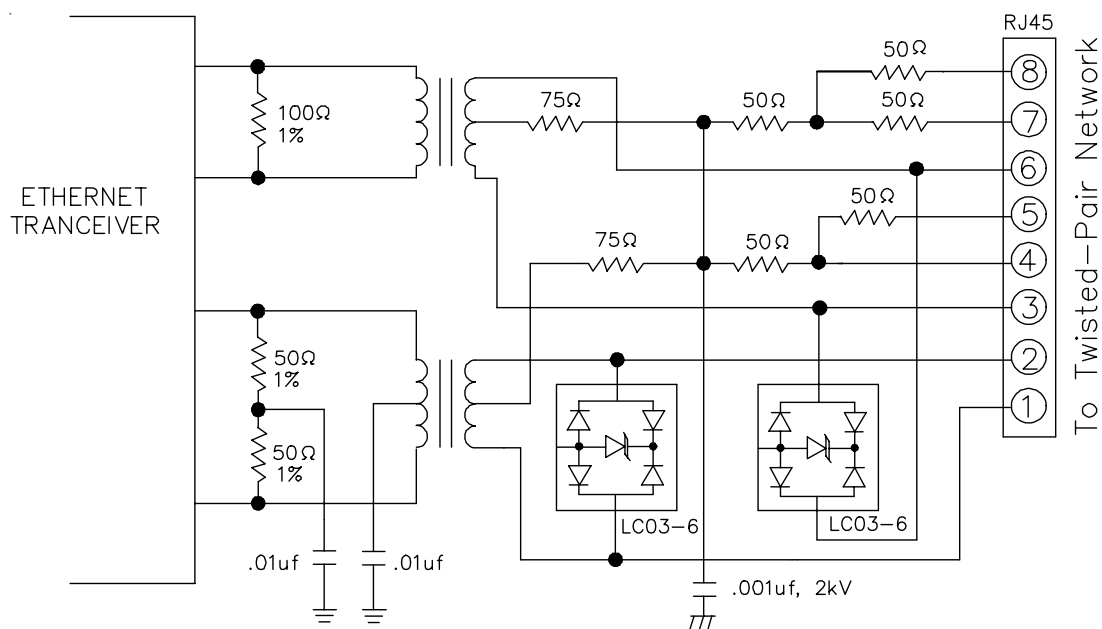 RJ45
50Ω
8
75Ω
50Ω
50Ω
7
100Ω
1%
6
ETHERNET
TRANCEIVER
50Ω
5
75Ω
50Ω
4
3
50Ω
1%
2
1
50Ω
1%
LC03-6
LC03-6
.01uf
.01uf
.001uf, 2kV
To Twisted-Pair Network